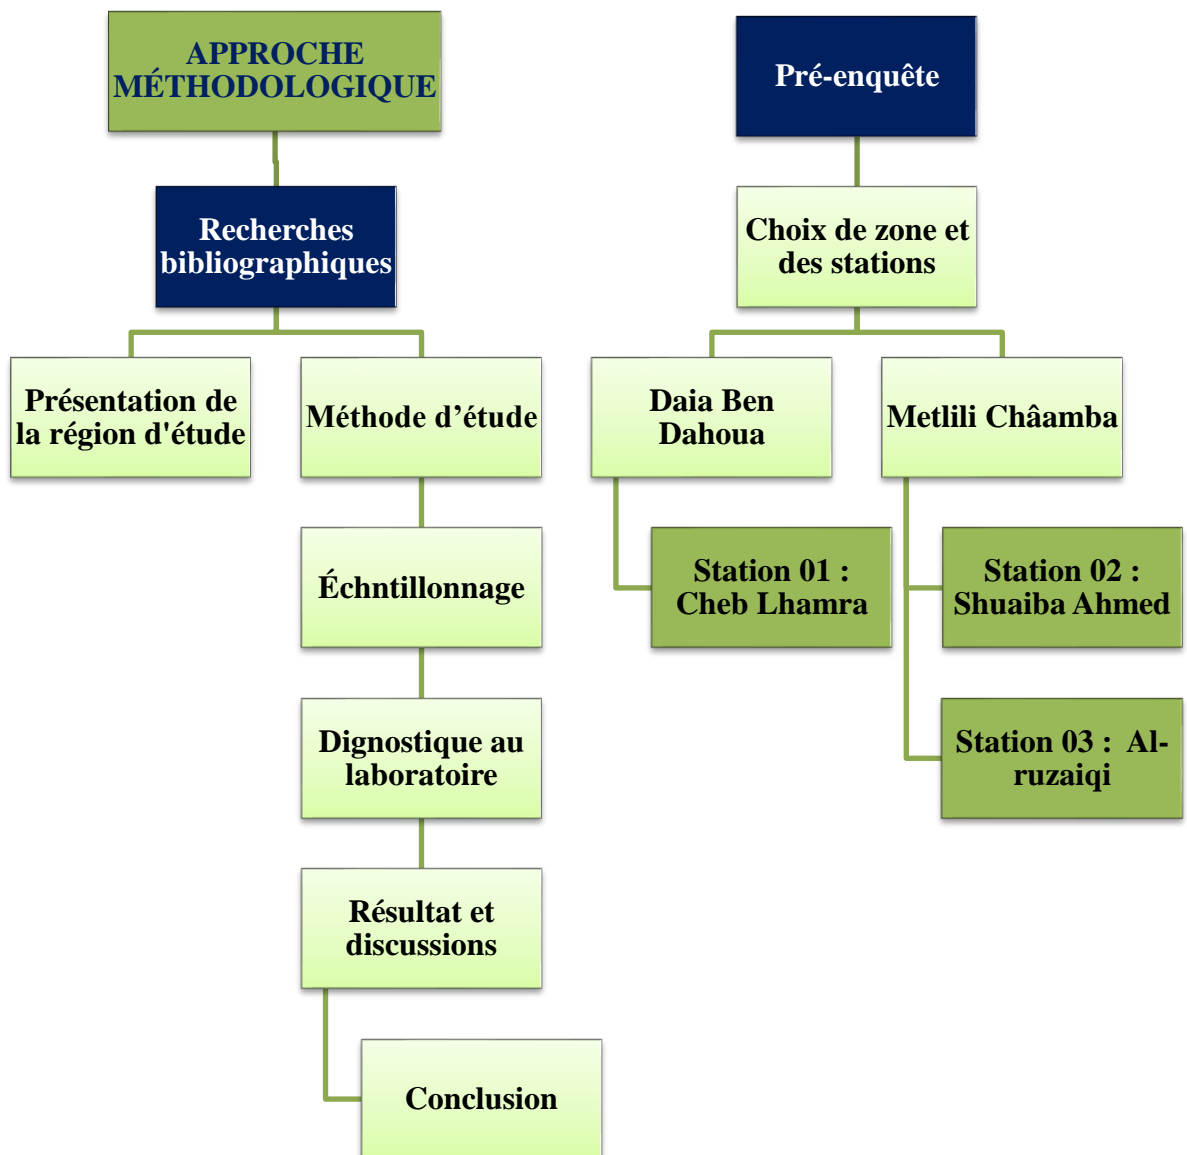 APPROCHE
MÉTHODOLOGIQUE
Recherches
bibliographiques
Présentation de
la région d'étude
Méthode d’étude
Échntillonnage
Dignostique au
laboratoire
Résultat et
discussions
Conclusion
Pré-enquête
Choix de zone et
des stations
Daia Ben
Dahoua
Metlili Châamba
Station 01 :
Cheb Lhamra
Station 02 :
Shuaiba Ahmed
Station 03 :  Al-
ruzaiqi